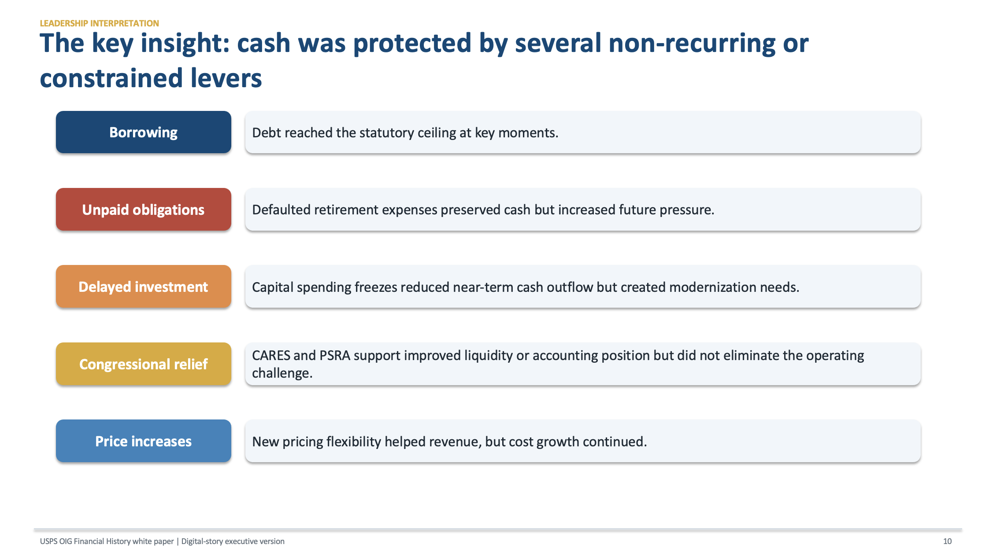 LEADERSHIP INTERPRETATION
The key insight: cash was protected by several non-recurring or
constrained levers
Borrowing
Debt reached the statutory ceiling at key moments.
Unpaid obligations
Defaulted retirement expenses preserved cash but increased future pressure.
Delayed investment
Capital spending freezes reduced near-term cash outflow but created modernization needs.
Congressional relief
CARES and PSRA support improved liquidity or accounting position but did not eliminate the operating
challenge.
Price increases
New pricing flexibility helped revenue, but cost growth continued.
USPS OIG Financial History white paper | Digital-story executive version
10